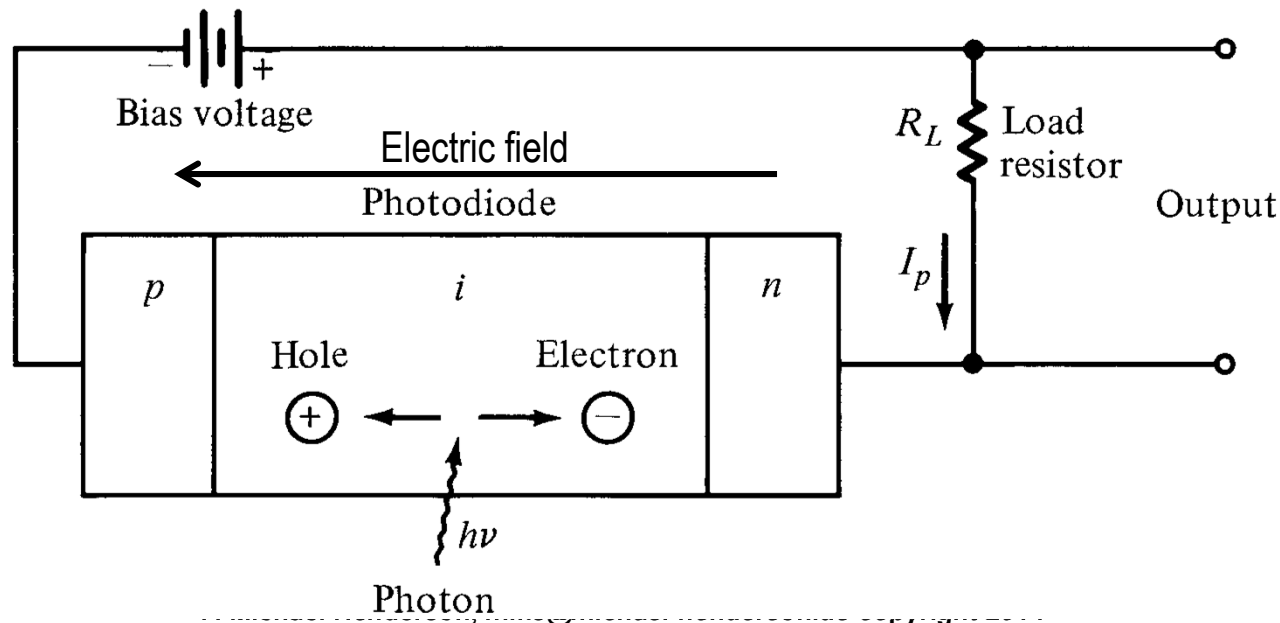 − +
Bias voltage
Electric field
Photodiode
R_L Load
resistor
Output
I_p
p i n
Hole Electron
+ −
hν
Photon